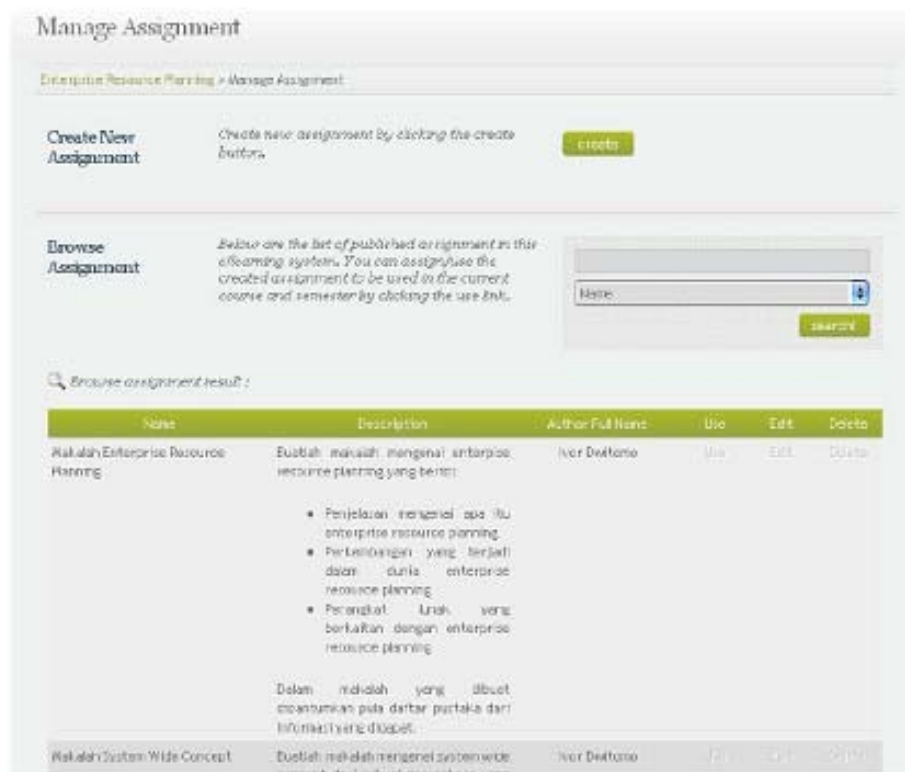 Manage Assignment
Enterprise Resource Planning > Manage Assignment
Create New
Assignment
Create new assignment by clicking the create
button.
create
Browse
Assignment
Below are the list of published assignment in this
elearning system. You can assign/use the
created assignment to be used in the current
course and semester by clicking the use link.
Name
search!
Browse assignment result :
Name Description Author Full Name Use Edit Delete
Makalah Enterprise Resource
Planning
Buatlah makalah mengenai enterprise
resource planning yang berisi:
Ivor Dwitomo Use Edit Delete
• Penjelasan mengenai apa itu
enterprise resource planning
• Perkembangan yang terjadi
dalam dunia enterprise
resource planning
• Perangkat lunak yang
berkaitan dengan enterprise
resource planning
Dalam makalah yang dibuat
dicantumkan pula daftar pustaka dari
informasi yang didapat.
Makalah System Wide Concept Buatlah makalah mengenai system wide Ivor Dwitomo Use Edit Delete